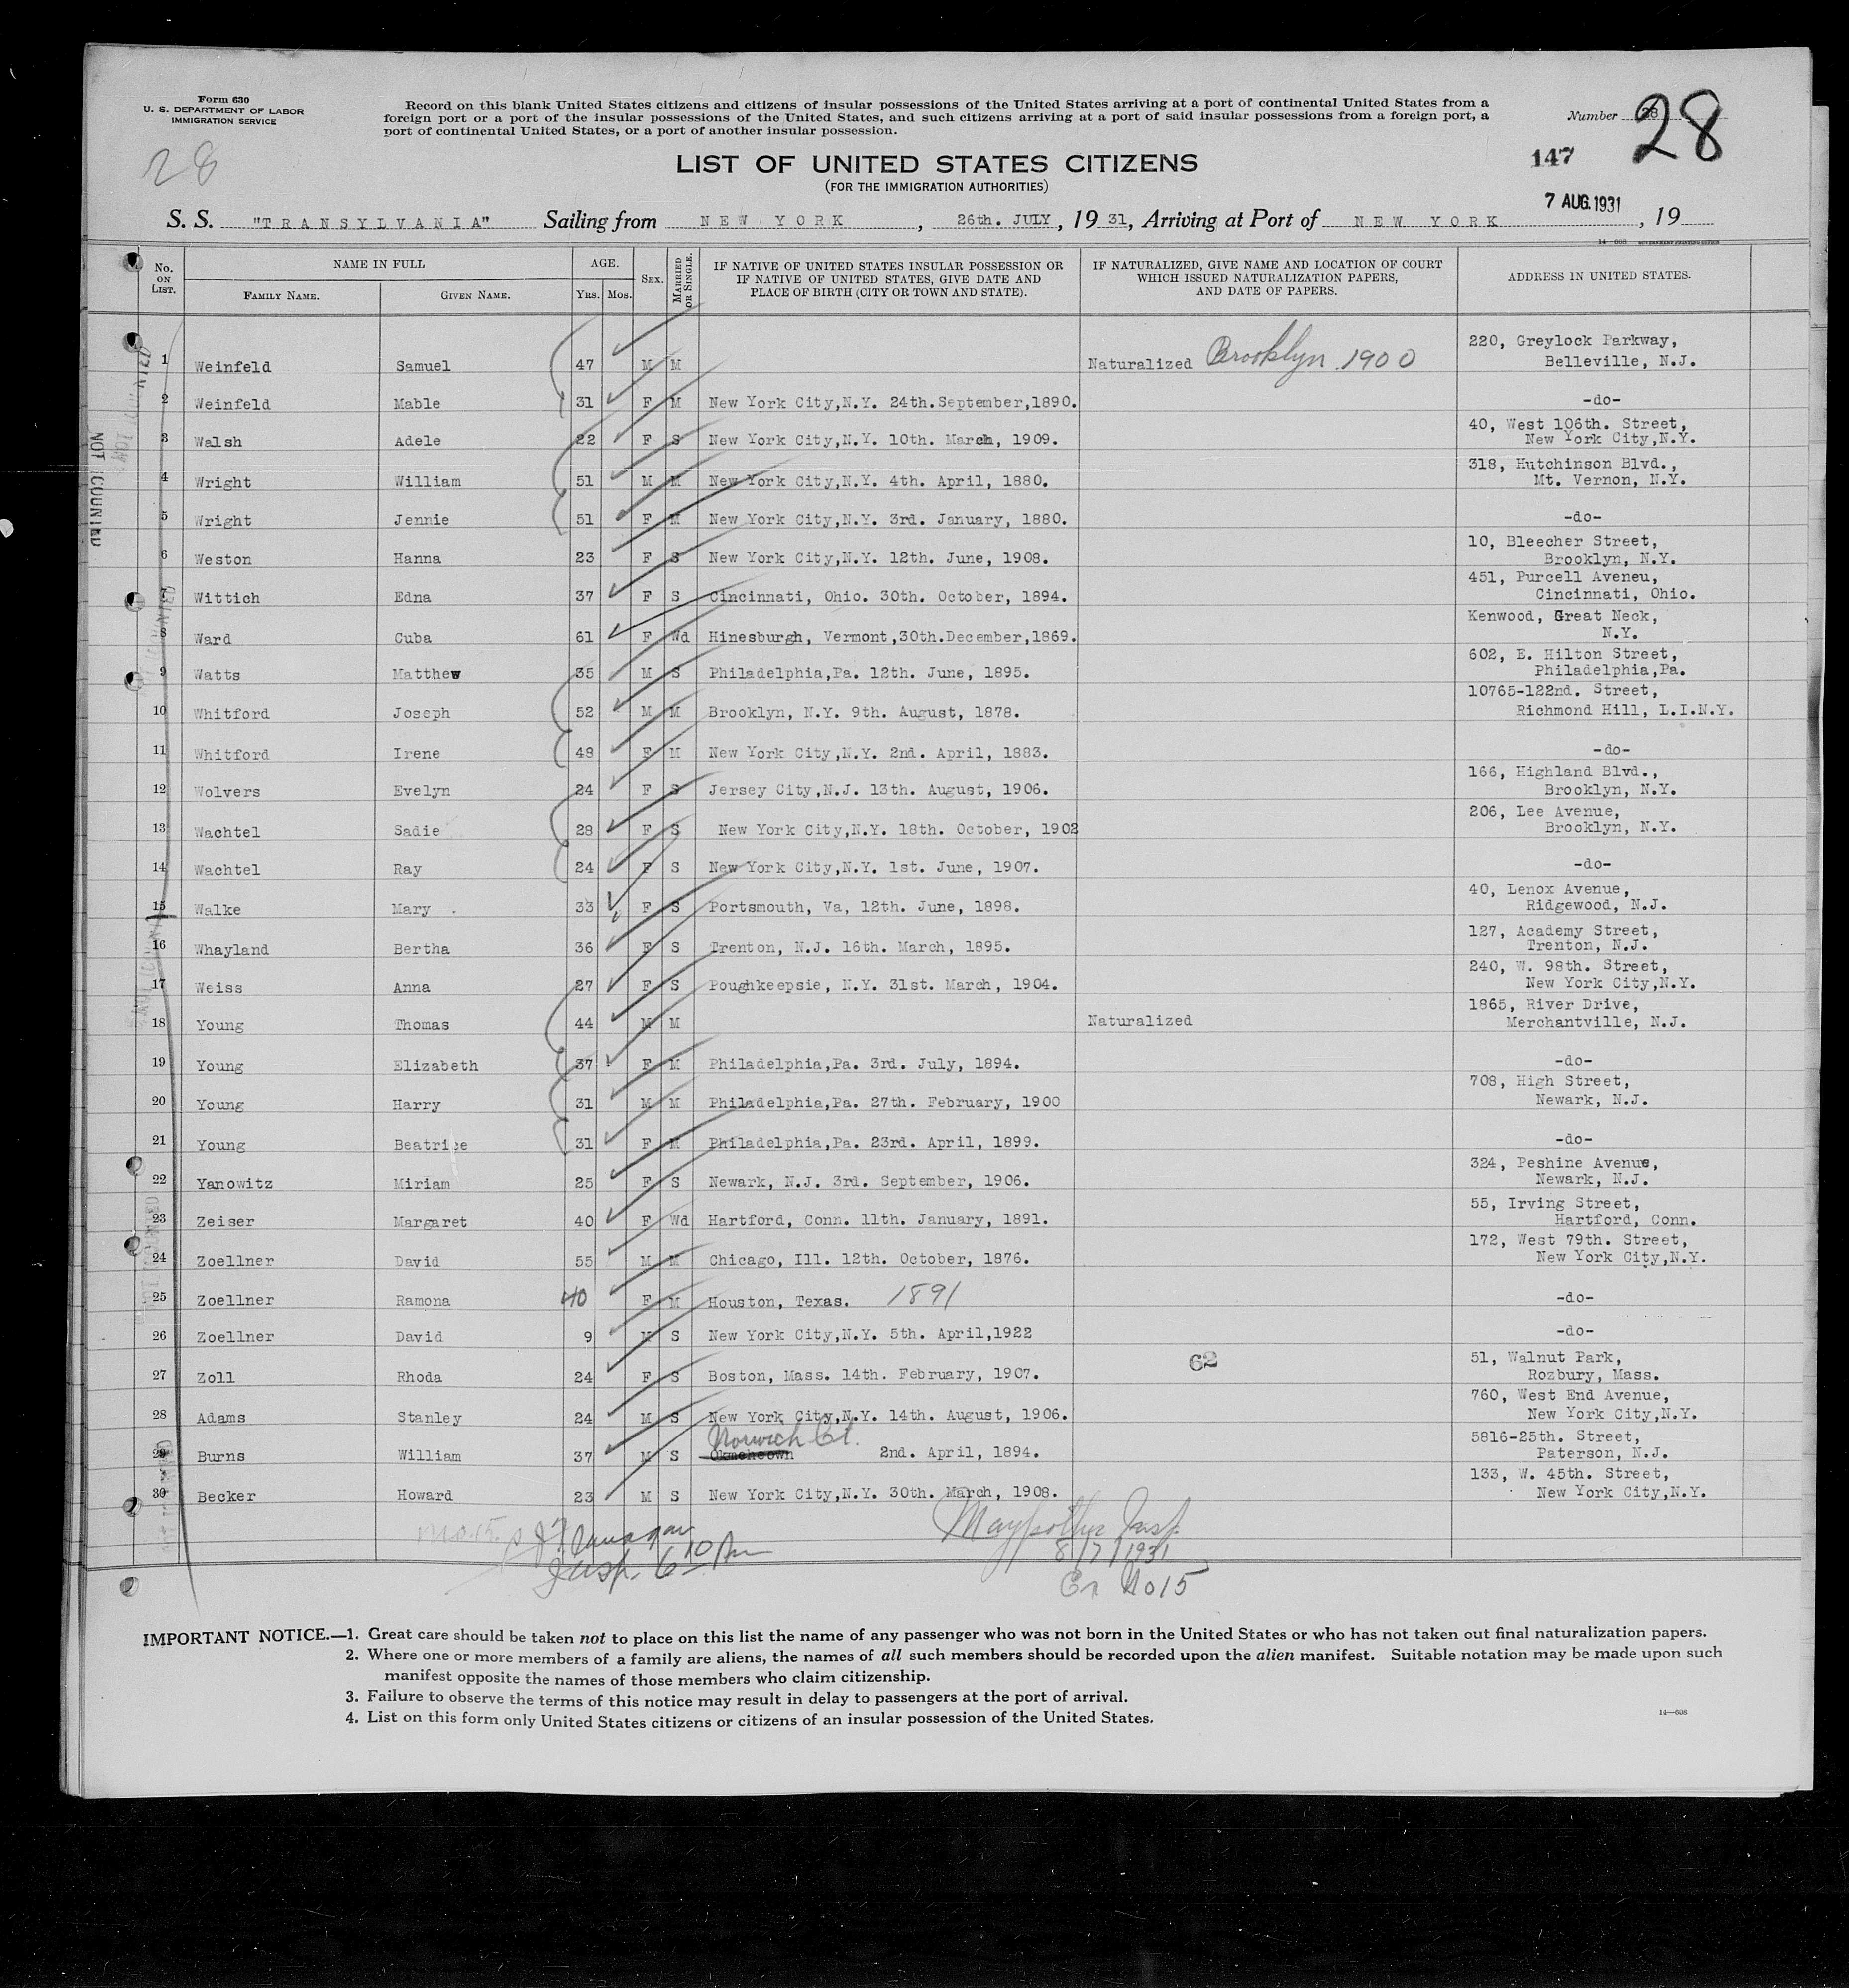 Form 630
U. S. DEPARTMENT OF LABOR
IMMIGRATION SERVICE
Record on this blank United States citizens and citizens of insular possessions of the United States arriving at a port of continental United States from a
foreign port or a port of the insular possessions of the United States, and such citizens arriving at a port of said insular possessions from a foreign port, a
port of continental United States, or a port of another insular possession.
Number 28
28
28
147
LIST OF UNITED STATES CITIZENS
(FOR THE IMMIGRATION AUTHORITIES)
7 AUG. 1931
S. S. "TRANSYLVANIA" Sailing from NEW YORK, 26th. JULY, 19 31, Arriving at Port of NEW YORK, 19
14—608 GOVERNMENT PRINTING OFFICE
No. ON LIST. NAME IN FULL AGE. SEX. MARRIED OR SINGLE. IF NATIVE OF UNITED STATES INSULAR POSSESSION OR IF NATIVE OF UNITED STATES, GIVE DATE AND PLACE OF BIRTH (CITY OR TOWN AND STATE). IF NATURALIZED, GIVE NAME AND LOCATION OF COURT WHICH ISSUED NATURALIZATION PAPERS, AND DATE OF PAPERS. ADDRESS IN UNITED STATES.
FAMILY NAME. GIVEN NAME. YRS. MOS.
NOT COUNTED
1 Weinfeld Samuel 47 M M Naturalized Brooklyn 1900 220, Greylock Parkway, Belleville, N.J.
2 Weinfeld Mable 31 F M New York City,N.Y. 24th.September,1890. -do-
3 Walsh Adele 22 F S New York City,N.Y. 10th. March, 1909. 40, West 106th. Street, New York City,N.Y.
4 Wright William 51 M M New York City,N.Y. 4th. April, 1880. 318, Hutchinson Blvd., Mt. Vernon, N.Y.
5 Wright Jennie 51 F M New York City,N.Y. 3rd. January, 1880. -do-
6 Weston Hanna 23 F S New York City,N.Y. 12th. June, 1908. 10, Bleecher Street, Brooklyn, N.Y.
7 Wittich Edna 37 F S Cincinnati, Ohio. 30th. October, 1894. 451, Purcell Aveneu, Cincinnati, Ohio.
8 Ward Cuba 61 F Wd Hinesburgh, Vermont,30th.December,1869. Kenwood, Great Neck, N.Y.
9 Watts Matthew 35 M S Philadelphia,Pa. 12th. June, 1895. 602, E. Hilton Street, Philadelphia,Pa.
10 Whitford Joseph 52 M M Brooklyn, N.Y. 9th. August, 1878. 10765-122nd. Street, Richmond Hill, L.I.N.Y.
11 Whitford Irene 48 F M New York City,N.Y. 2nd. April, 1883. -do-
12 Wolvers Evelyn 24 F S Jersey City,N.J. 13th. August, 1906. 166, Highland Blvd., Brooklyn, N.Y.
13 Wachtel Sadie 28 F S New York City,N.Y. 18th. October, 1902 206, Lee Avenue, Brooklyn, N.Y.
14 Wachtel Ray 24 F S New York City,N.Y. 1st. June, 1907. -do-
15 Walke Mary 33 F S Portsmouth, Va, 12th. June, 1898. 40, Lenox Avenue, Ridgewood, N.J.
16 Whayland Bertha 36 F S Trenton, N.J. 16th. March, 1895. 127, Academy Street, Trenton, N.J.
17 Weiss Anna 27 F S Poughkeepsie, N.Y. 31st. March, 1904. 240, W. 98th. Street, New York City,N.Y.
18 Young Thomas 44 M M Naturalized 1865, River Drive, Merchantville, N.J.
19 Young Elizabeth 37 F M Philadelphia,Pa. 3rd. July, 1894. -do-
20 Young Harry 31 M M Philadelphia,Pa. 27th. February, 1900 708, High Street, Newark, N.J.
21 Young Beatrice 31 F M Philadelphia,Pa. 23rd. April, 1899. -do-
22 Yanowitz Miriam 25 F S Newark, N.J. 3rd. September, 1906. 324, Peshine Avenue, Newark, N.J.
23 Zeiser Margaret 40 F Wd Hartford, Conn. 11th. January, 1891. 55, Irving Street, Hartford, Conn.
24 Zoellner David 55 M M Chicago, Ill. 12th. October, 1876. 172, West 79th. Street, New York City,N.Y.
25 Zoellner Ramona 40 F M Houston, Texas. 1891 -do-
26 Zoellner David 9 M S New York City,N.Y. 5th. April,1922 -do-
62
27 Zoll Rhoda 24 F S Boston, Mass. 14th. February, 1907. 51, Walnut Park, Rozbury, Mass.
28 Adams Stanley 24 M S New York City,N.Y. 14th. August, 1906. 760, West End Avenue, New York City,N.Y.
29 Burns William 37 M S Norwich Ct. 2nd. April, 1894. 5816-25th. Street, Paterson, N.J.
30 Becker Howard 23 M S New York City,N.Y. 30th. March, 1908. 133, W. 45th. Street, New York City,N.Y.
No. 15.
Insp. 6 10 Am
Insp.
8/7/1931
Ex No 15
IMPORTANT NOTICE.—1. Great care should be taken not to place on this list the name of any passenger who was not born in the United States or who has not taken out final naturalization papers.
2. Where one or more members of a family are aliens, the names of all such members should be recorded upon the alien manifest. Suitable notation may be made upon such
manifest opposite the names of those members who claim citizenship.
3. Failure to observe the terms of this notice may result in delay to passengers at the port of arrival.
4. List on this form only United States citizens or citizens of an insular possession of the United States.
14—608